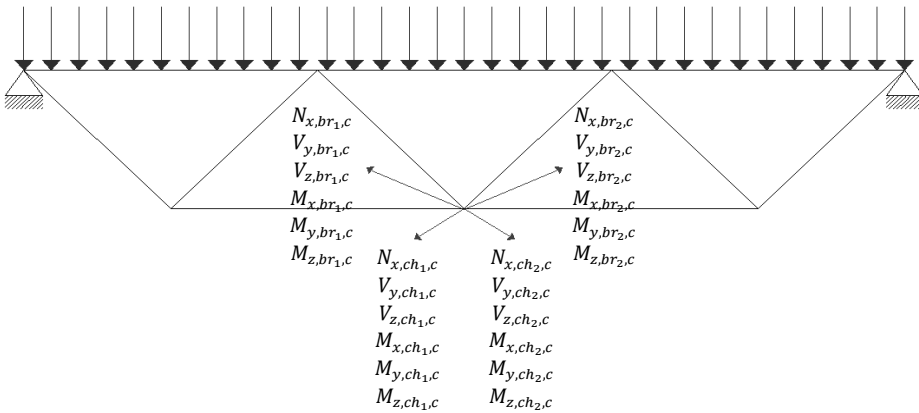 N_{x,br_1,c}
V_{y,br_1,c}
V_{z,br_1,c}
M_{x,br_1,c}
M_{y,br_1,c}
M_{z,br_1,c}
N_{x,br_2,c}
V_{y,br_2,c}
V_{z,br_2,c}
M_{x,br_2,c}
M_{y,br_2,c}
M_{z,br_2,c}
N_{x,ch_1,c}
V_{y,ch_1,c}
V_{z,ch_1,c}
M_{x,ch_1,c}
M_{y,ch_1,c}
M_{z,ch_1,c}
N_{x,ch_2,c}
V_{y,ch_2,c}
V_{z,ch_2,c}
M_{x,ch_2,c}
M_{y,ch_2,c}
M_{z,ch_2,c}